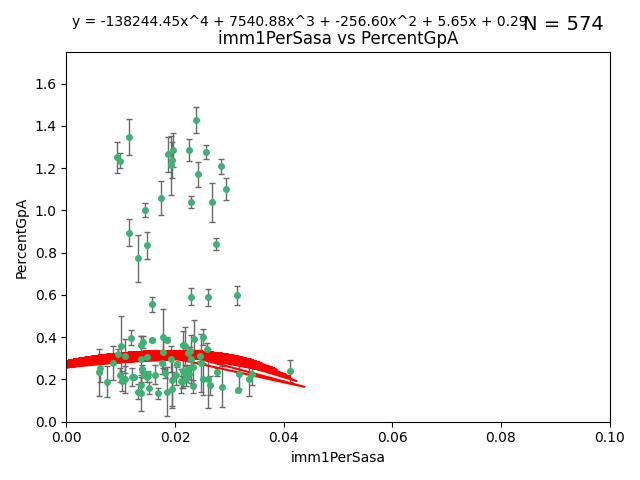 y = -138244.45x^4 + 7540.88x^3 + -256.60x^2 + 5.65x + 0.29
N = 574
imm1PerSasa vs PercentGpA
PercentGpA
1.6
1.4
1.2
1.0
0.8
0.6
0.4
0.2
0.0
0.00 0.02 0.04 0.06 0.08 0.10
imm1PerSasa